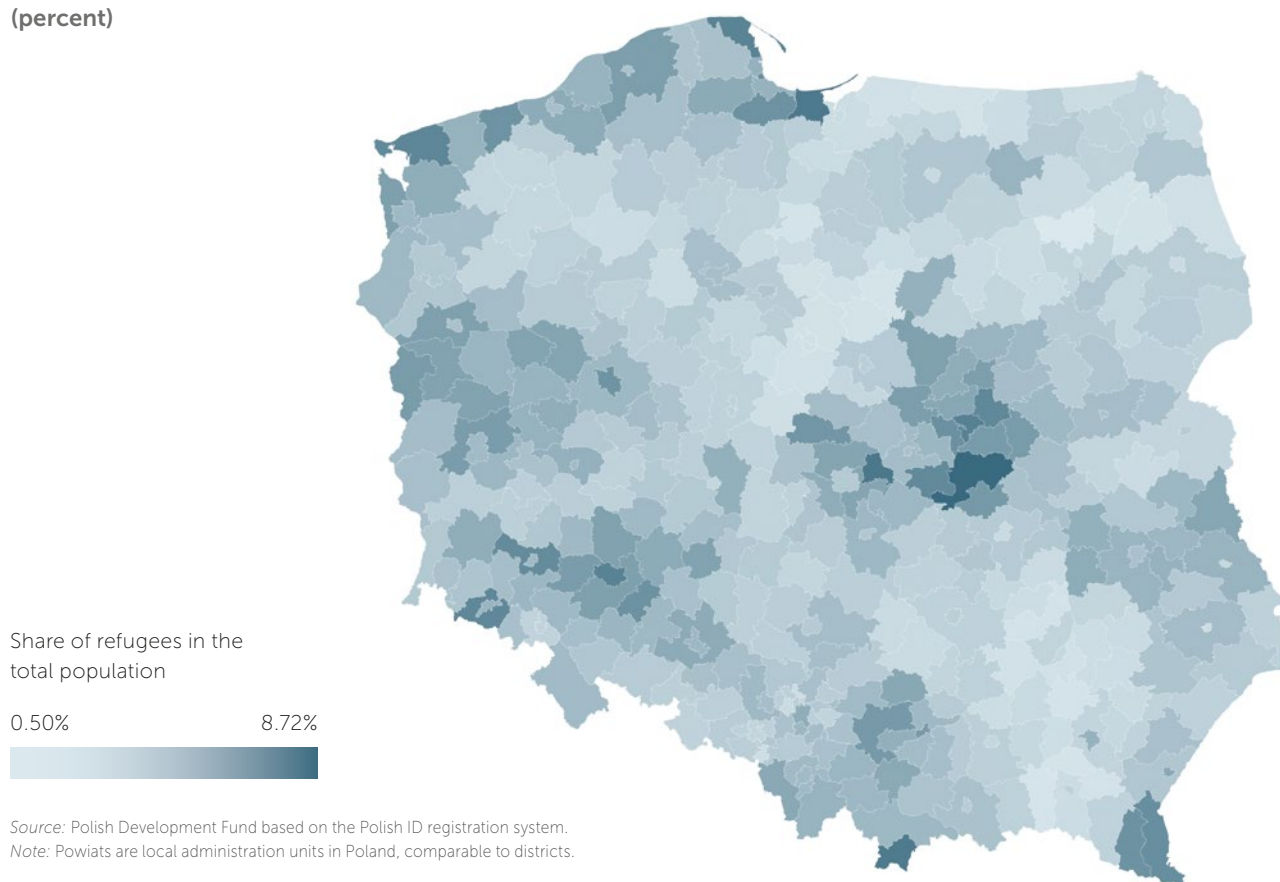 (percent)
Share of refugees in the
total population
0.50% 8.72%
Source: Polish Development Fund based on the Polish ID registration system.
Note: Powiats are local administration units in Poland, comparable to districts.